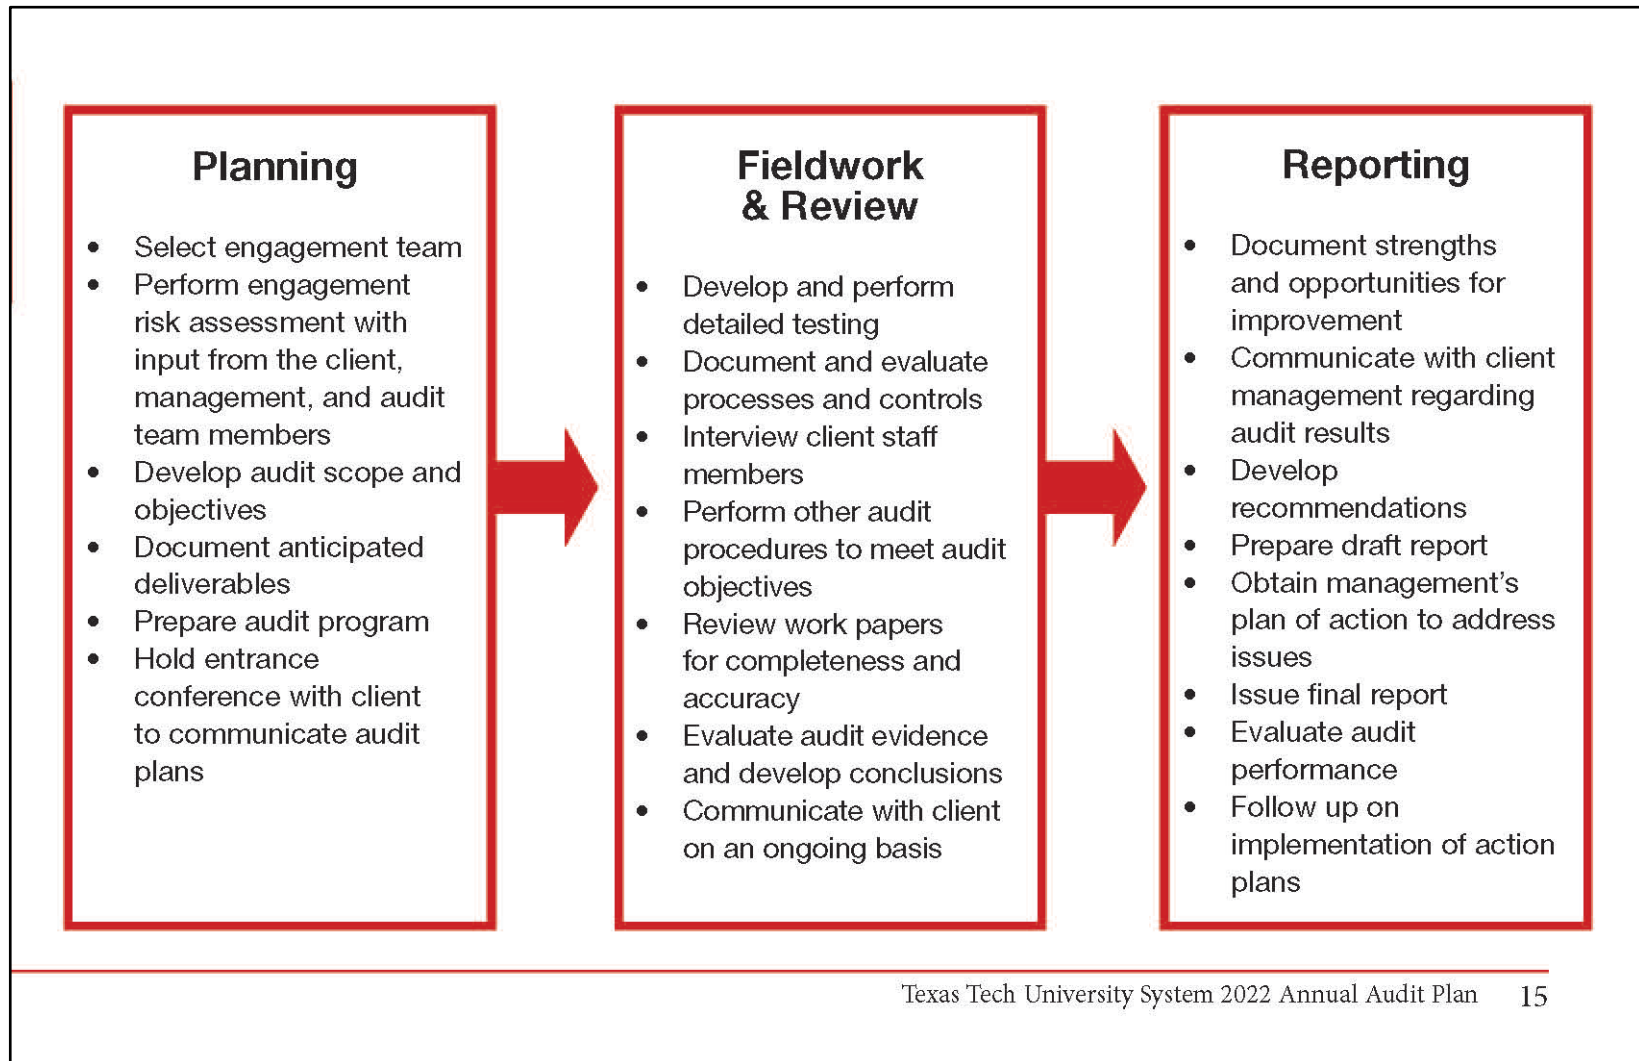 Planning
• Select engagement team
• Perform engagement
risk assessment with
input from the client,
management, and audit
team members
• Develop audit scope and
objectives
• Document anticipated
deliverables
• Prepare audit program
• Hold entrance
conference with client
to communicate audit
plans
Fieldwork
& Review
• Develop and perform
detailed testing
• Document and evaluate
processes and controls
• Interview client staff
members
• Perform other audit
procedures to meet audit
objectives
• Review work papers
for completeness and
accuracy
• Evaluate audit evidence
and develop conclusions
• Communicate with client
on an ongoing basis
Reporting
• Document strengths
and opportunities for
improvement
• Communicate with client
management regarding
audit results
• Develop
recommendations
• Prepare draft report
• Obtain management’s
plan of action to address
issues
• Issue final report
• Evaluate audit
performance
• Follow up on
implementation of action
plans
Texas Tech University System 2022 Annual Audit Plan 15